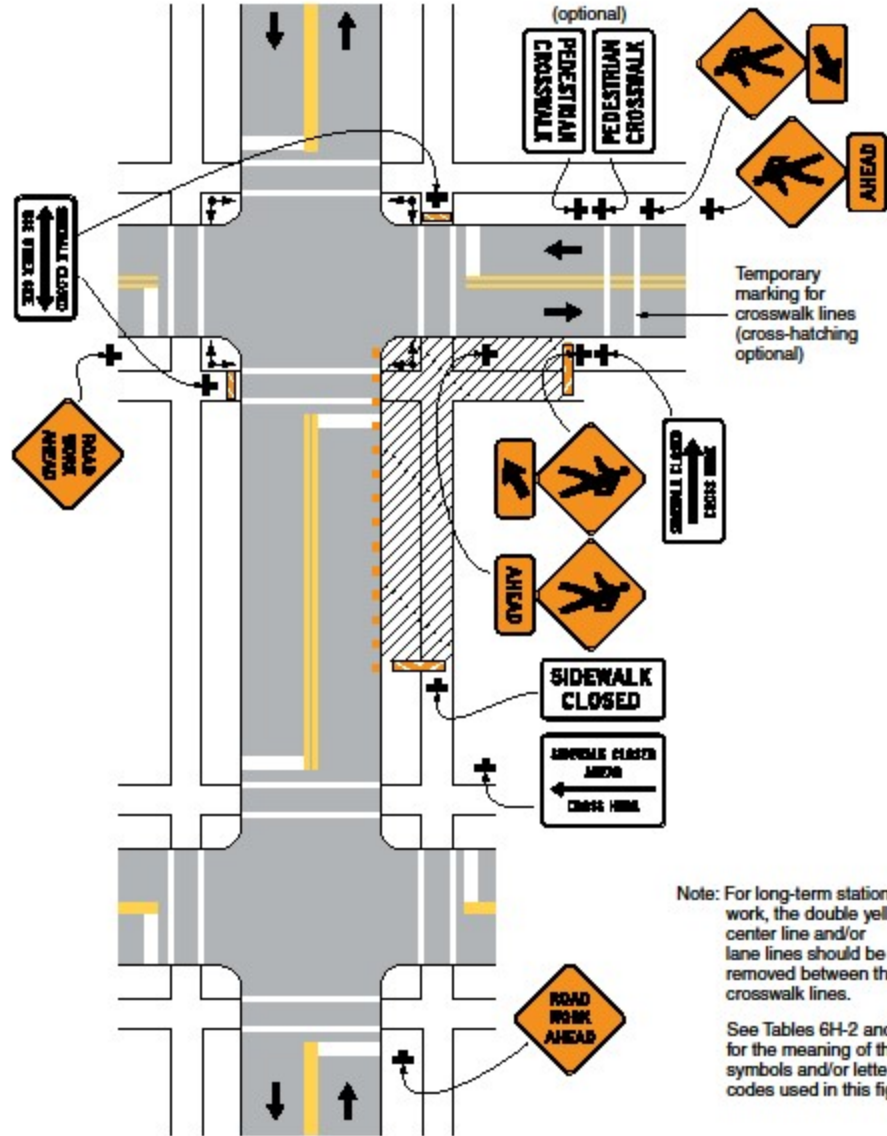 (optional)
PEDESTRIAN
CROSSWALK
PEDESTRIAN
CROSSWALK
AHEAD
SIDEWALK CLOSED
USE OTHER SIDE
Temporary
marking for
crosswalk lines
(cross-hatching
optional)
ROAD
WORK
AHEAD
SIDEWALK CLOSED
CROSS HERE
AHEAD
SIDEWALK
CLOSED
SIDEWALK CLOSED
AHEAD
CROSS HERE
Note: For long-term station
work, the double yell
center line and/or
lane lines should be
removed between th
crosswalk lines.
See Tables 6H-2 and
for the meaning of th
symbols and/or lette
codes used in this fig
ROAD
WORK
AHEAD